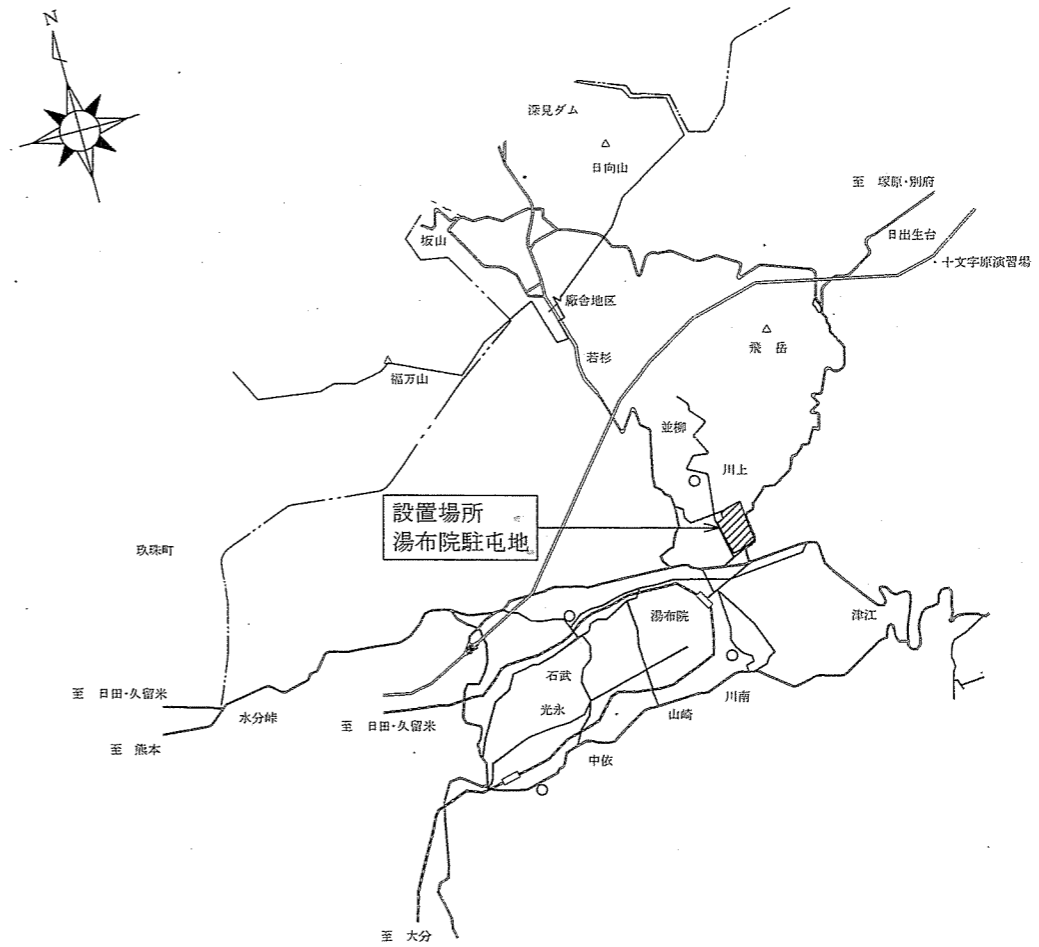 N
深見ダム
日向山
至 塚原・別府
日出生台
坂山
・十文字原演習場
廠舎地区
飛 岳
若杉
福万山
並柳
川上
設置場所
湯布院駐屯地
玖珠町
湯布院
津江
石武
川南
至 日田・久留米
光永
水分峠
山崎
至 日田・久留米
至 熊本
中依
至 大分